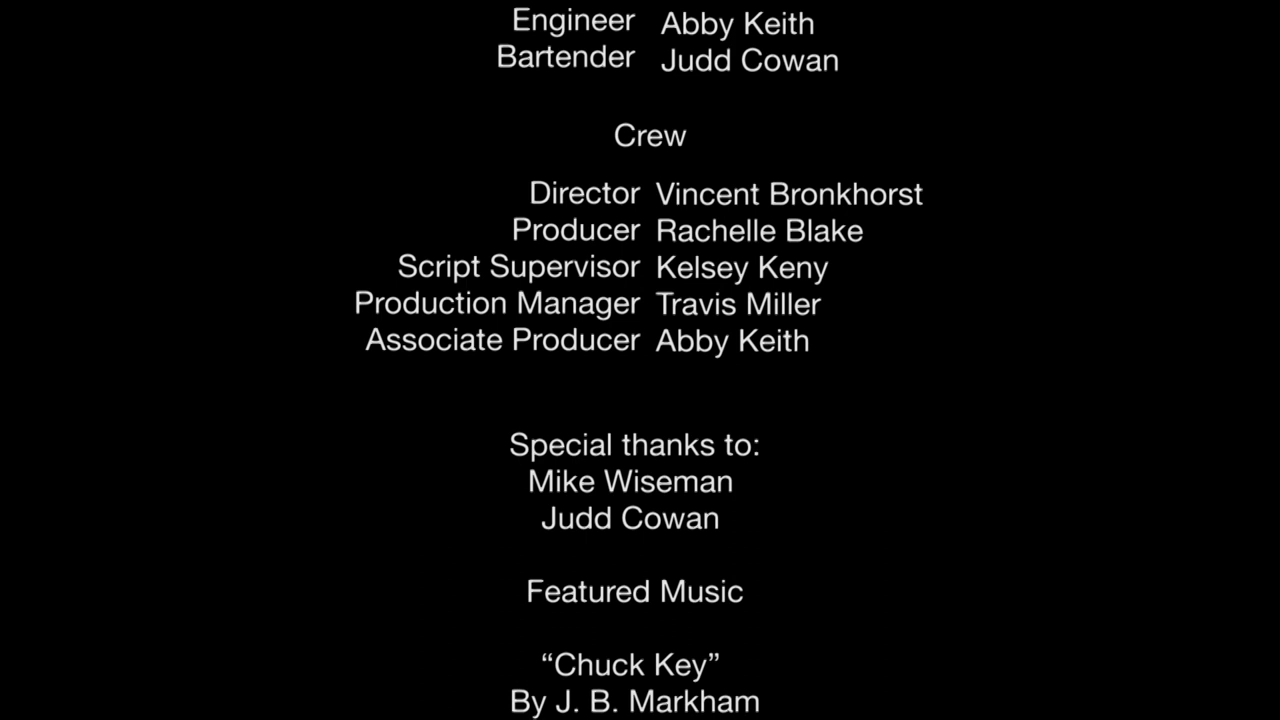 Engineer Abby Keith
Bartender Judd Cowan
Crew
Director Vincent Bronkhorst
Producer Rachelle Blake
Script Supervisor Kelsey Keny
Production Manager Travis Miller
Associate Producer Abby Keith
Special thanks to:
Mike Wiseman
Judd Cowan
Featured Music
“Chuck Key”
By J. B. Markham